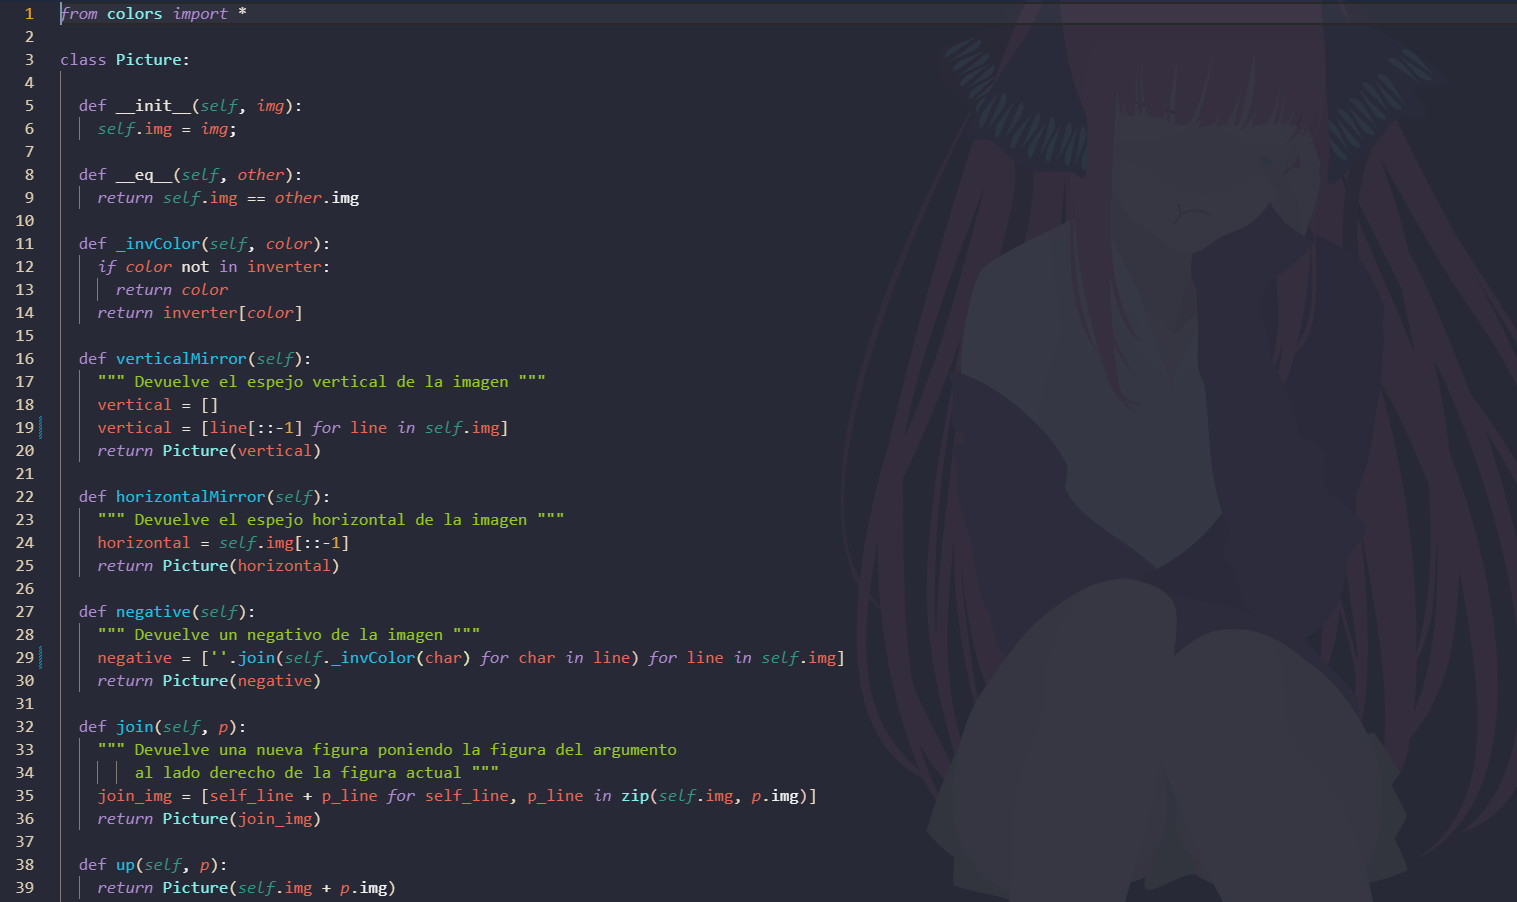 1 from colors import *
2
3 class Picture:
4
5   def __init__(self, img):
6     self.img = img;
7
8   def __eq__(self, other):
9     return self.img == other.img
10
11   def _invColor(self, color):
12     if color not in inverter:
13       return color
14     return inverter[color]
15
16   def verticalMirror(self):
17     """ Devuelve el espejo vertical de la imagen """
18     vertical = []
19     vertical = [line[::-1] for line in self.img]
20     return Picture(vertical)
21
22   def horizontalMirror(self):
23     """ Devuelve el espejo horizontal de la imagen """
24     horizontal = self.img[::-1]
25     return Picture(horizontal)
26
27   def negative(self):
28     """ Devuelve un negativo de la imagen """
29     negative = [''.join(self._invColor(char) for char in line) for line in self.img]
30     return Picture(negative)
31
32   def join(self, p):
33     """ Devuelve una nueva figura poniendo la figura del argumento
34         al lado derecho de la figura actual """
35     join_img = [self_line + p_line for self_line, p_line in zip(self.img, p.img)]
36     return Picture(join_img)
37
38   def up(self, p):
39     return Picture(self.img + p.img)